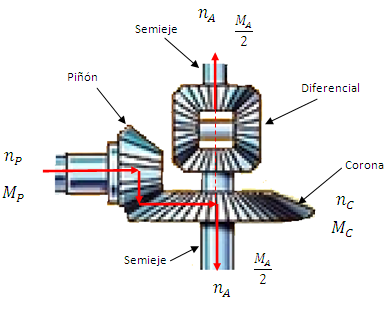 Semieje
n_A
M_A/2
Piñón
Diferencial
n_P
M_P
Corona
n_C
M_C
Semieje
M_A/2
n_A